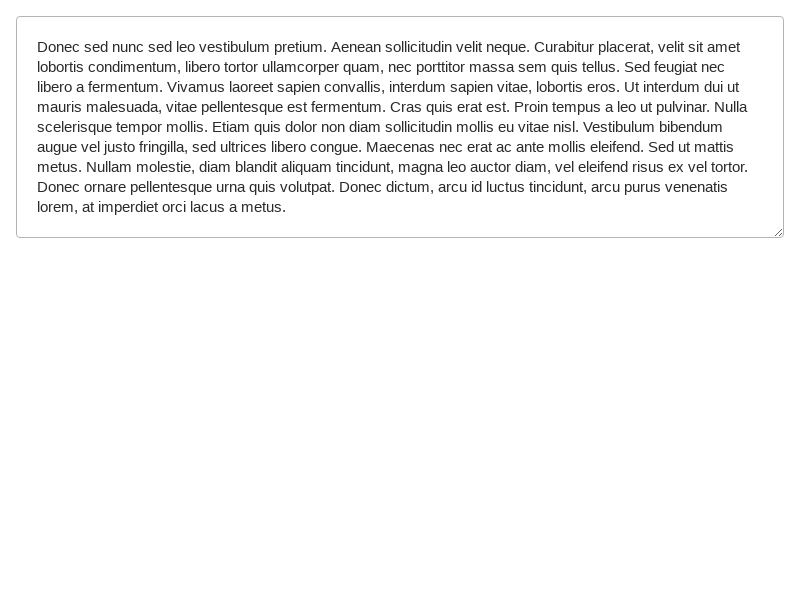 Donec sed nunc sed leo vestibulum pretium. Aenean sollicitudin velit neque. Curabitur placerat, velit sit amet
lobortis condimentum, libero tortor ullamcorper quam, nec porttitor massa sem quis tellus. Sed feugiat nec
libero a fermentum. Vivamus laoreet sapien convallis, interdum sapien vitae, lobortis eros. Ut interdum dui ut
mauris malesuada, vitae pellentesque est fermentum. Cras quis erat est. Proin tempus a leo ut pulvinar. Nulla
scelerisque tempor mollis. Etiam quis dolor non diam sollicitudin mollis eu vitae nisl. Vestibulum bibendum
augue vel justo fringilla, sed ultrices libero congue. Maecenas nec erat ac ante mollis eleifend. Sed ut mattis
metus. Nullam molestie, diam blandit aliquam tincidunt, magna leo auctor diam, vel eleifend risus ex vel tortor.
Donec ornare pellentesque urna quis volutpat. Donec dictum, arcu id luctus tincidunt, arcu purus venenatis
lorem, at imperdiet orci lacus a metus.